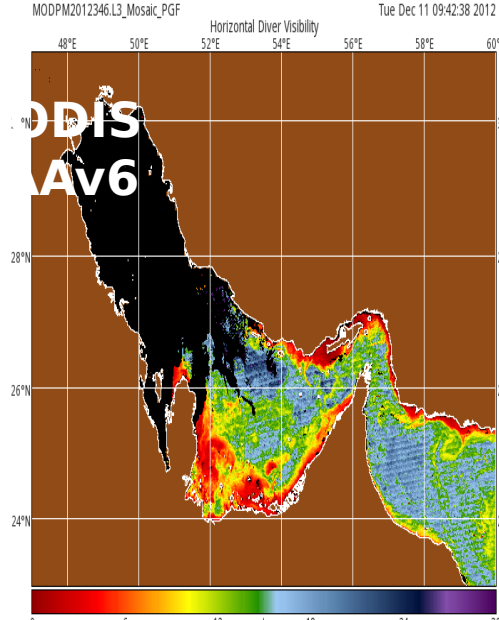 MODPM2012346.L3_Mosaic_PGF Tue Dec 11 09:42:38 2012
Horizontal Diver Visibility
48°E 50°E 52°E 54°E 56°E 58°E 60°
ODIS
°N
Av6
28°N
26°N
24°N